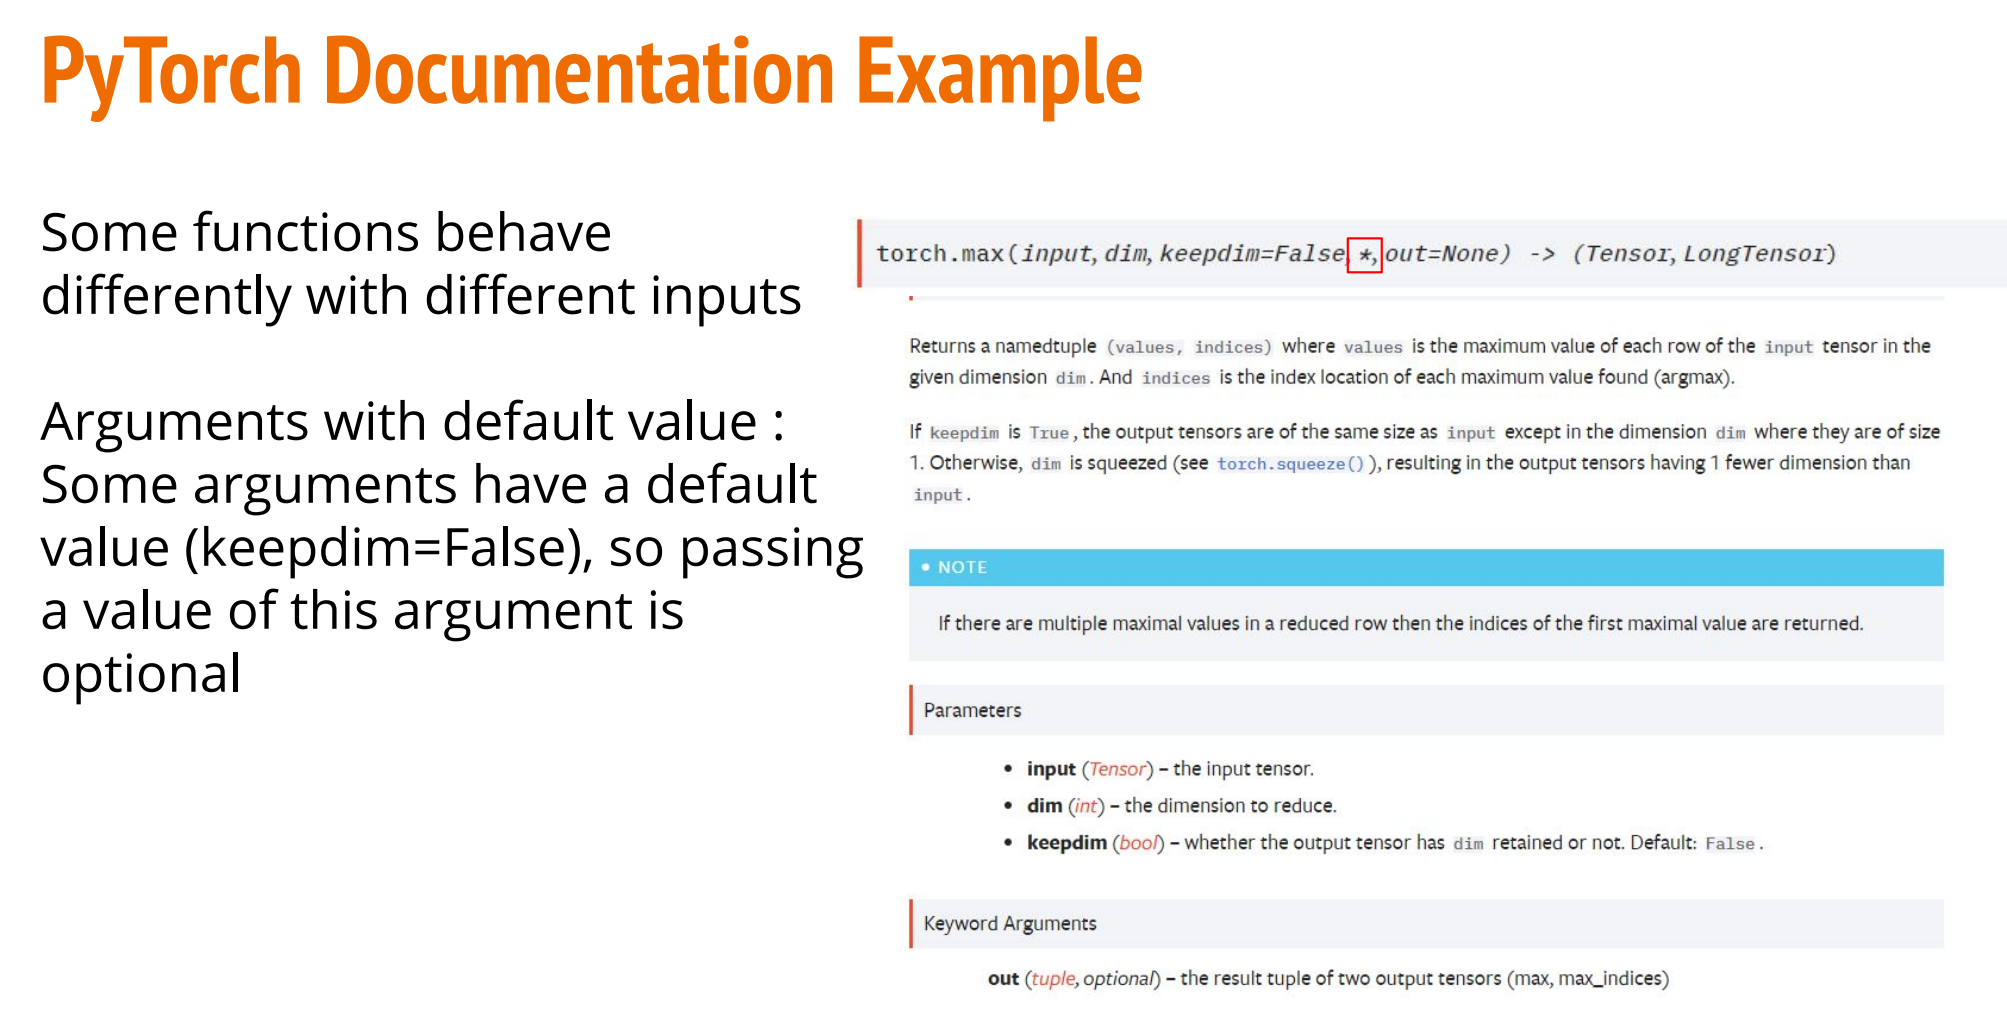 PyTorch Documentation Example
Some functions behave
differently with different inputs
Arguments with default value :
Some arguments have a default
value (keepdim=False), so passing
a value of this argument is
optional
torch.max(input, dim, keepdim=False, *, out=None) -> (Tensor, LongTensor)
Returns a namedtuple (values, indices) where values is the maximum value of each row of the input tensor in the
given dimension dim. And indices is the index location of each maximum value found (argmax).
If keepdim is True, the output tensors are of the same size as input except in the dimension dim where they are of size
1. Otherwise, dim is squeezed (see torch.squeeze()), resulting in the output tensors having 1 fewer dimension than
input.
• NOTE
If there are multiple maximal values in a reduced row then the indices of the first maximal value are returned.
Parameters
• input (Tensor) – the input tensor.
• dim (int) – the dimension to reduce.
• keepdim (bool) – whether the output tensor has dim retained or not. Default: False.
Keyword Arguments
out (tuple, optional) – the result tuple of two output tensors (max, max_indices)